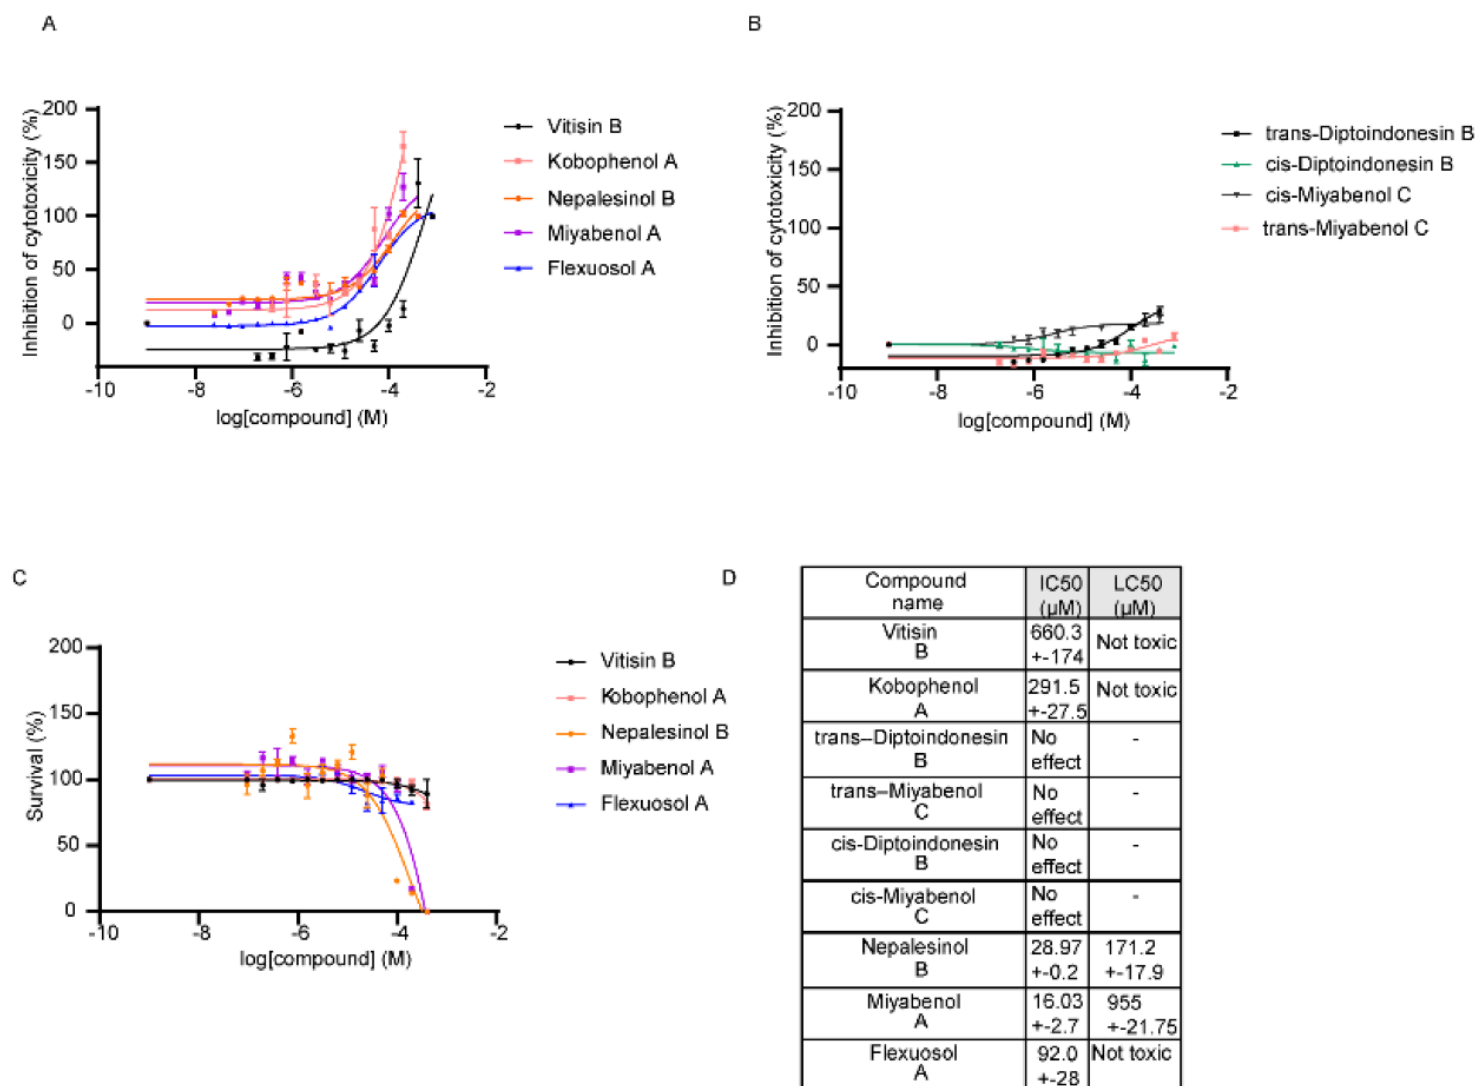 A
Inhibition of cytotoxicity (%)
200
150
100
50
0
-10
-8
-6
-4
-2
log[compound] (M)
Vitisin B
Kobophenol A
Nepalesinol B
Miyabenol A
Flexuosol A
B
Inhibition of cytotoxicity (%)
200
150
100
50
0
-10
-8
-6
-4
-2
log[compound] (M)
trans-Diptoindonesin B
cis-Diptoindonesin B
cis-Miyabenol C
trans-Miyabenol C
C
Survival (%)
200
150
100
50
0
-10
-8
-6
-4
-2
log[compound] (M)
Vitisin B
Kobophenol A
Nepalesinol B
Miyabenol A
Flexuosol A
D
Compound name IC50 (µM) LC50 (µM)
Vitisin B 660.3 +-174 Not toxic
Kobophenol A 291.5 +-27.5 Not toxic
trans–Diptoindonesin B No effect -
trans–Miyabenol C No effect -
cis-Diptoindonesin B No effect -
cis-Miyabenol C No effect -
Nepalesinol B 28.97 +-0.2 171.2 +-17.9
Miyabenol A 16.03 +-2.7 955 +-21.75
Flexuosol A 92.0 +-28 Not toxic